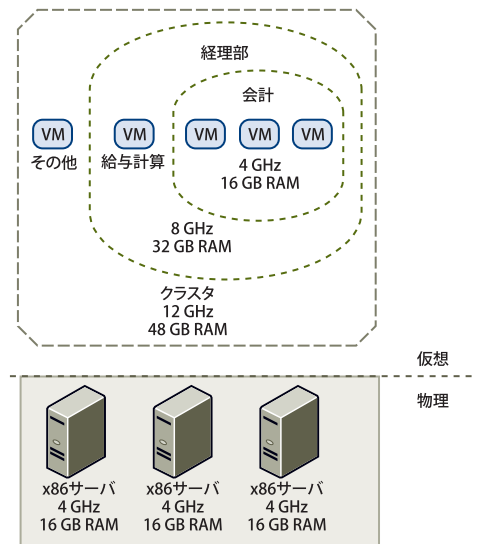 経理部
会計
VM
VM
VM
VM
VM
その他
給与計算
4 GHz
16 GB RAM
8 GHz
32 GB RAM
クラスタ
12 GHz
48 GB RAM
仮想
物理
x86サーバ
4 GHz
16 GB RAM
x86サーバ
4 GHz
16 GB RAM
x86サーバ
4 GHz
16 GB RAM